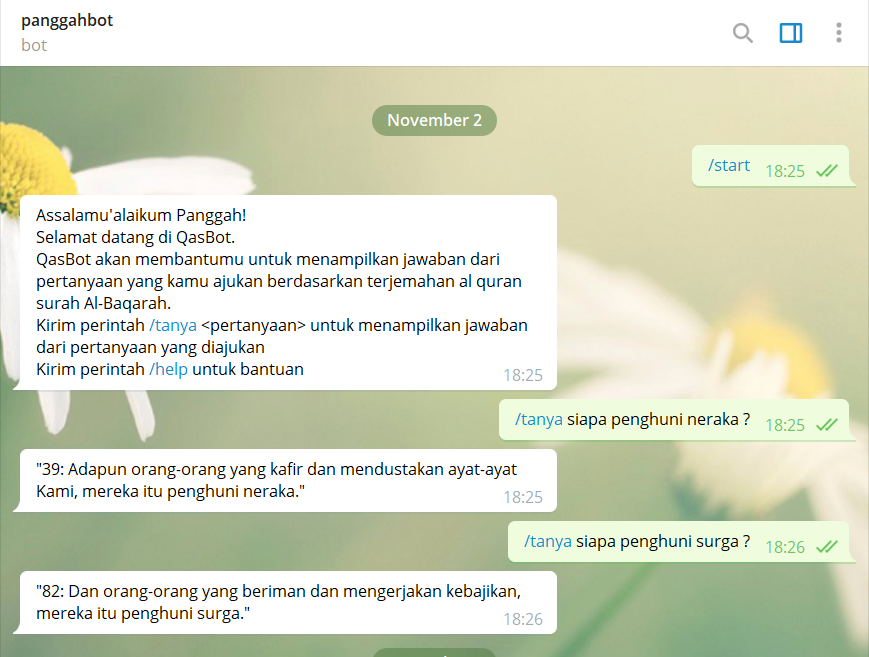 panggahbot
bot
November 2
/start 18:25
Assalamu'alaikum Panggah!
Selamat datang di QasBot.
QasBot akan membantumu untuk menampilkan jawaban dari
pertanyaan yang kamu ajukan berdasarkan terjemahan al quran
surah Al-Baqarah.
Kirim perintah /tanya <pertanyaan> untuk menampilkan jawaban
dari pertanyaan yang diajukan
Kirim perintah /help untuk bantuan
18:25
/tanya siapa penghuni neraka ? 18:25
"39: Adapun orang-orang yang kafir dan mendustakan ayat-ayat
Kami, mereka itu penghuni neraka."
18:25
/tanya siapa penghuni surga ? 18:26
"82: Dan orang-orang yang beriman dan mengerjakan kebajikan,
mereka itu penghuni surga."
18:26